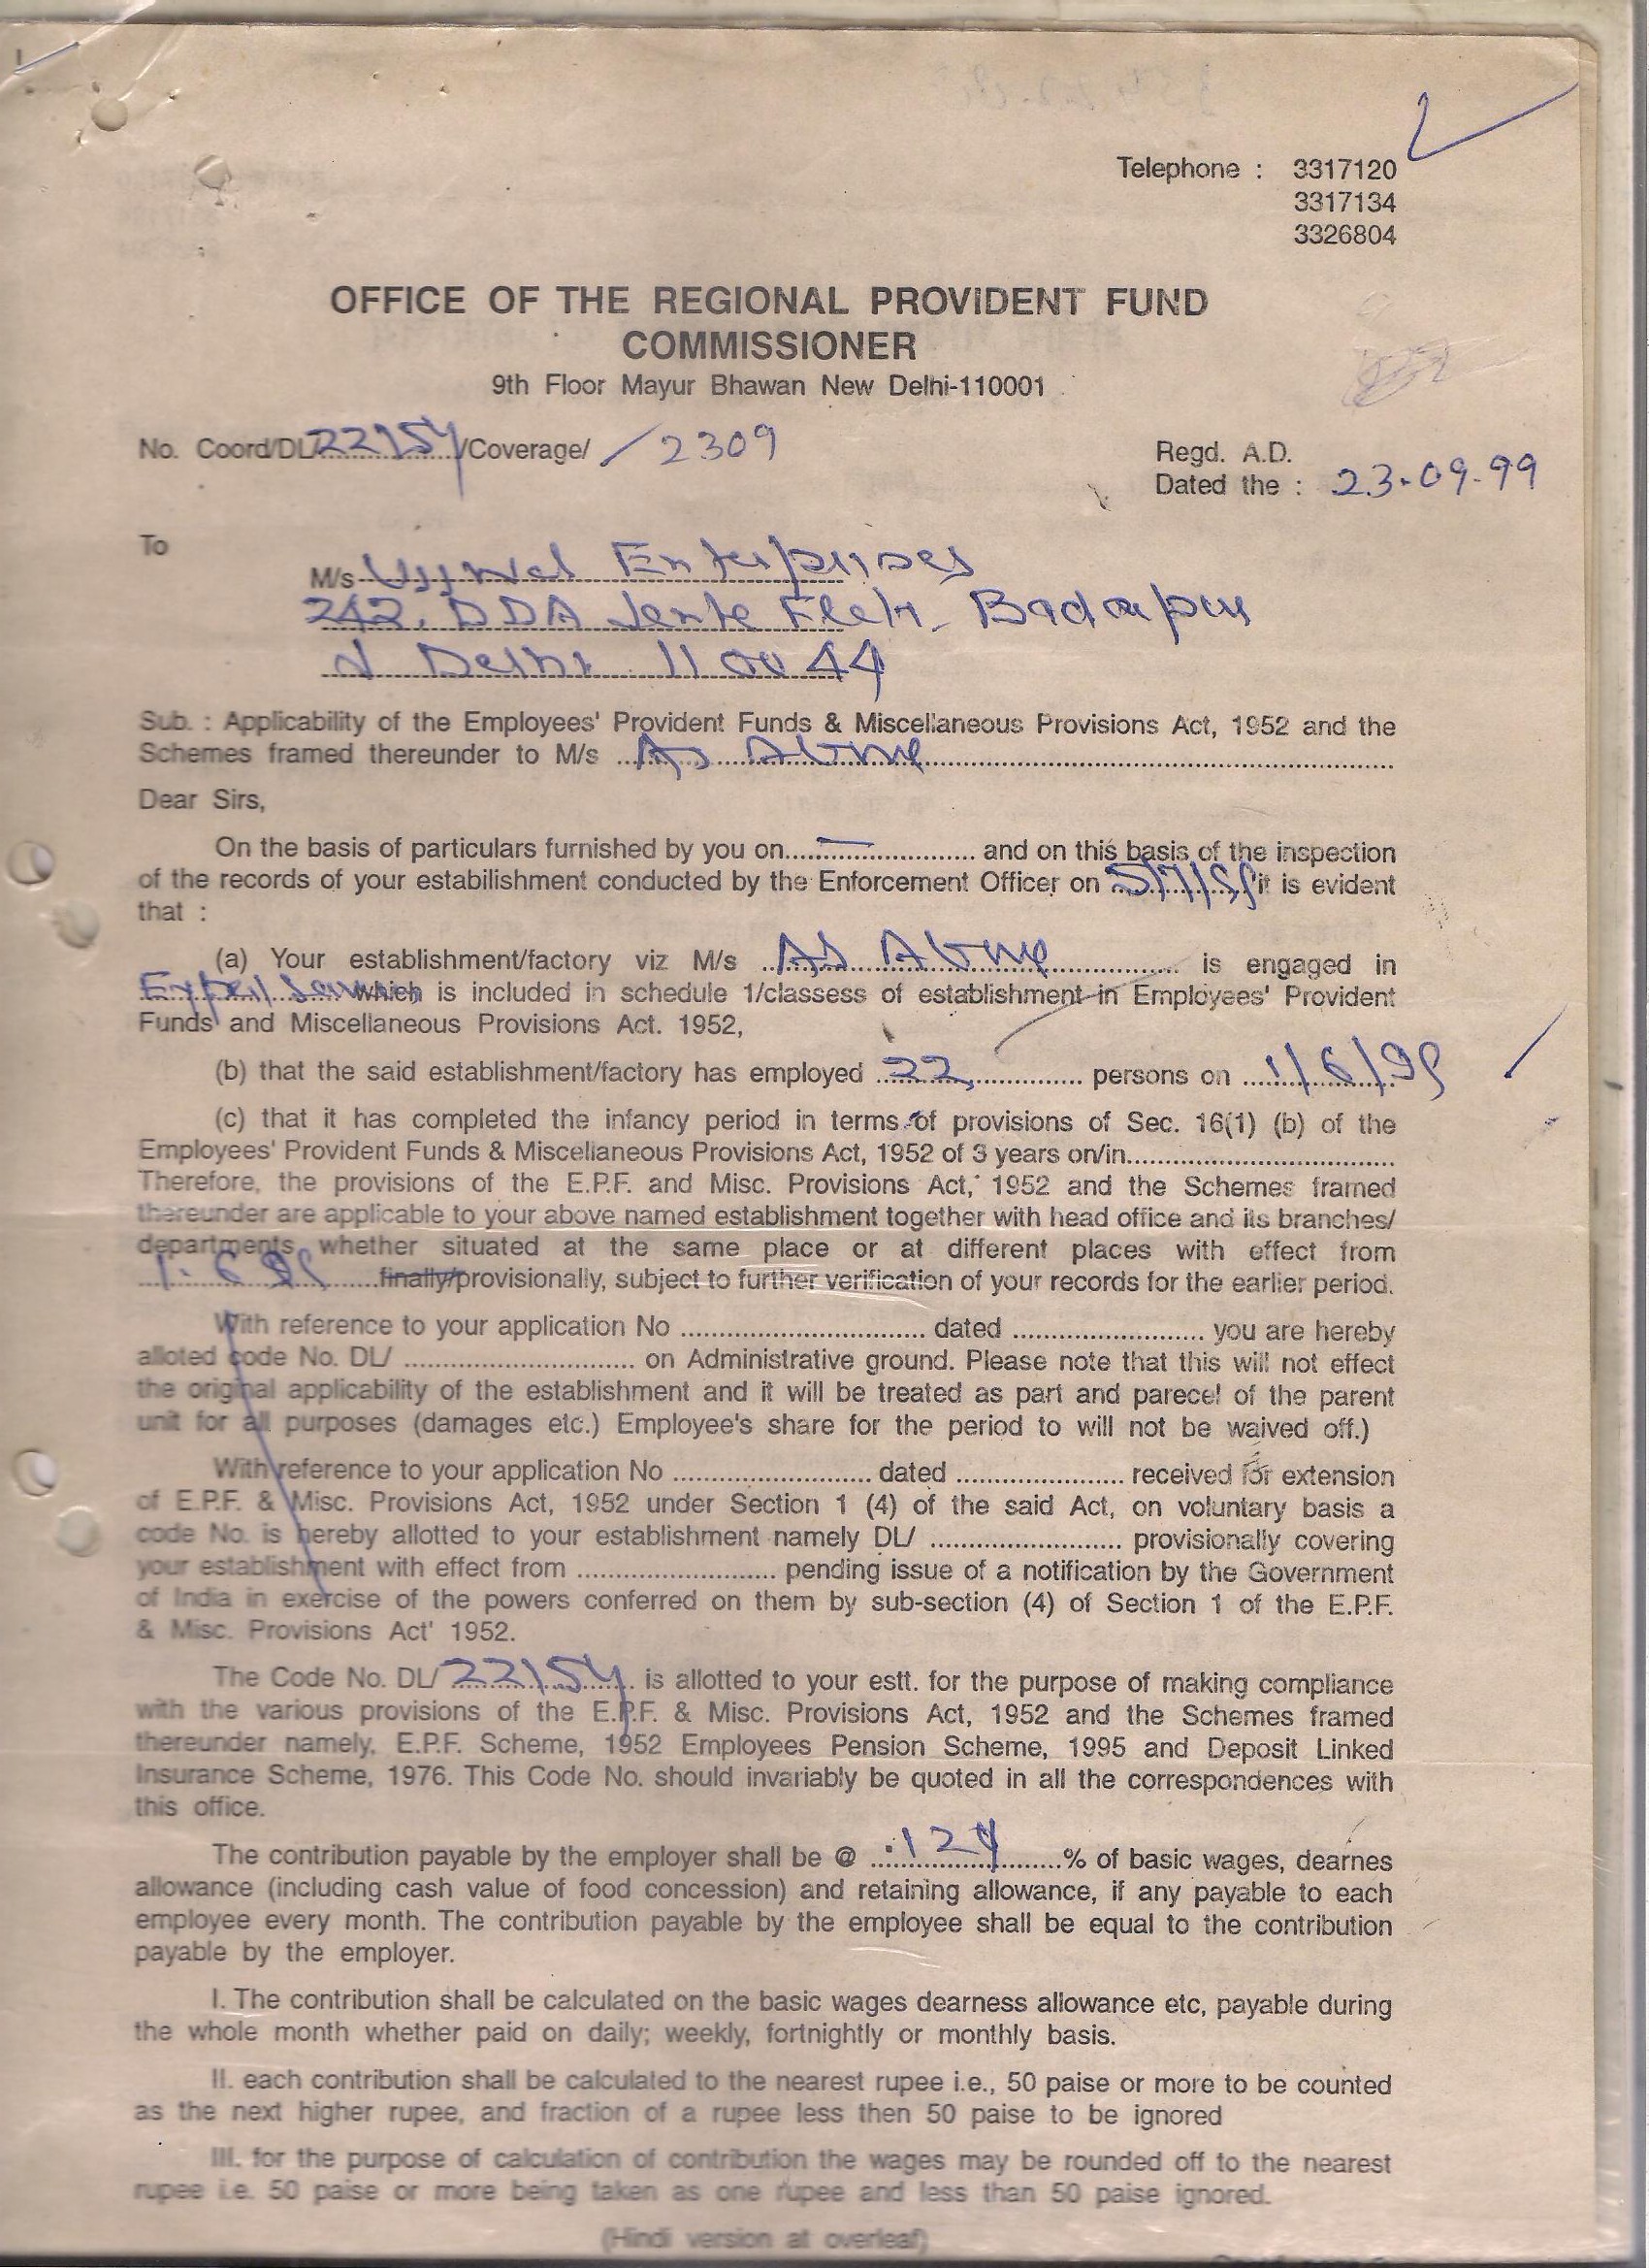 Telephone : 3317120
3317134
3326804
OFFICE OF THE REGIONAL PROVIDENT FUND
COMMISSIONER
9th Floor Mayur Bhawan New Delhi-110001
No. Coord/DL/22154/Coverage/ /2309
Regd. A.D.
Dated the : 23.09.99
To
M/s Enterprises
242, DDA Flets, Badarpur
N Delhi 110044
Sub. : Applicability of the Employees' Provident Funds & Miscellaneous Provisions Act, 1952 and the
Schemes framed thereunder to M/s As Above
Dear Sirs,
On the basis of particulars furnished by you on.....—..... and on this basis of the inspection
of the records of your estabilishment conducted by the Enforcement Officer on it is evident
that :
(a) Your establishment/factory viz M/s As Above is engaged in
Expert Services which is included in schedule 1/classess of establishment in Employees' Provident
Funds and Miscellaneous Provisions Act. 1952,
(b) that the said establishment/factory has employed 22 persons on 1/6/99
(c) that it has completed the infancy period in terms of provisions of Sec. 16(1) (b) of the
Employees' Provident Funds & Miscellaneous Provisions Act, 1952 of 3 years on/in..............................
Therefore, the provisions of the E.P.F. and Misc. Provisions Act, 1952 and the Schemes framed
thereunder are applicable to your above named establishment together with head office and its branches/
departments whether situated at the same place or at different places with effect from
1.6.99 finally/provisionally, subject to further verification of your records for the earlier period.
With reference to your application No .............................. dated ....................... you are hereby
alloted code No. DL/ ............................ on Administrative ground. Please note that this will not effect
the original applicability of the establishment and it will be treated as part and parecel of the parent
unit for all purposes (damages etc.) Employee's share for the period to will not be waived off.)
With reference to your application No ........................ dated .................... received for extension
of E.P.F. & Misc. Provisions Act, 1952 under Section 1 (4) of the said Act, on voluntary basis a
code No. is hereby allotted to your establishment namely DL/ ....................... provisionally covering
your establishment with effect from ........................ pending issue of a notification by the Government
of India in exercise of the powers conferred on them by sub-section (4) of Section 1 of the E.P.F.
& Misc. Provisions Act' 1952.
The Code No. DL/22154 is allotted to your estt. for the purpose of making compliance
with the various provisions of the E.P.F. & Misc. Provisions Act, 1952 and the Schemes framed
thereunder namely, E.P.F. Scheme, 1952 Employees Pension Scheme, 1995 and Deposit Linked
Insurance Scheme, 1976. This Code No. should invariably be quoted in all the correspondences with
this office.
The contribution payable by the employer shall be @ % of basic wages, dearnes
allowance (including cash value of food concession) and retaining allowance, if any payable to each
employee every month. The contribution payable by the employee shall be equal to the contribution
payable by the employer.
I. The contribution shall be calculated on the basic wages dearness allowance etc, payable during
the whole month whether paid on daily; weekly, fortnightly or monthly basis.
II. each contribution shall be calculated to the nearest rupee i.e., 50 paise or more to be counted
as the next higher rupee, and fraction of a rupee less then 50 paise to be ignored
III. for the purpose of calculation of contribution the wages may be rounded off to the nearest
rupee i.e. 50 paise or more being taken as one rupee and less than 50 paise ignored.
(Hindi version at overleaf)